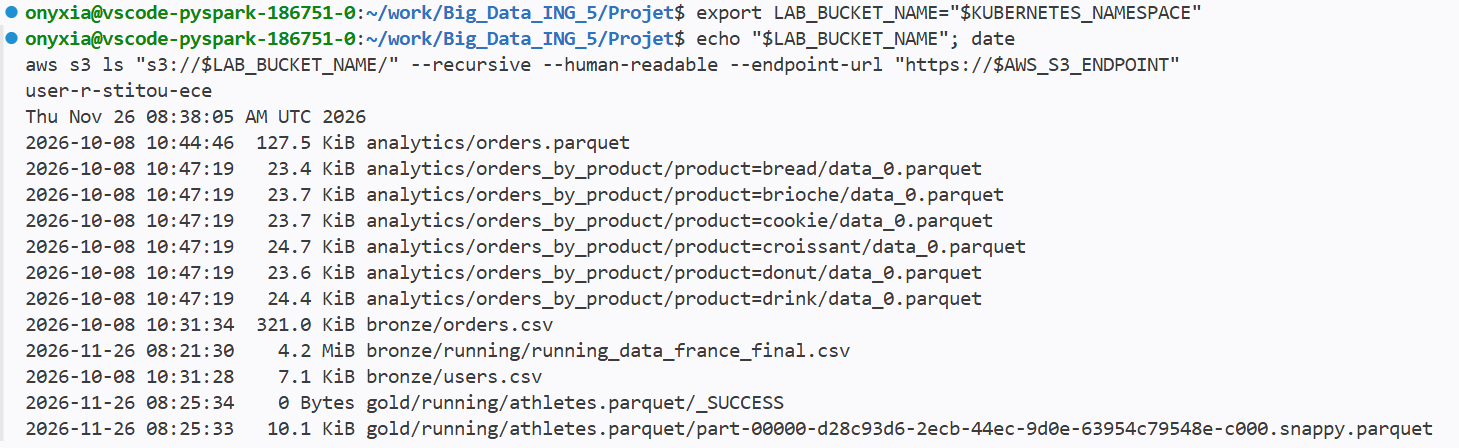 onyxia@vscode-pyspark-186751-0:~/work/Big_Data_ING_5/Projet$ export LAB_BUCKET_NAME="$KUBERNETES_NAMESPACE"
onyxia@vscode-pyspark-186751-0:~/work/Big_Data_ING_5/Projet$ echo "$LAB_BUCKET_NAME"; date
aws s3 ls "s3://$LAB_BUCKET_NAME/" --recursive --human-readable --endpoint-url "https://$AWS_S3_ENDPOINT"
user-r-stitou-ece
Thu Nov 26 08:38:05 AM UTC 2026
2026-10-08 10:44:46  127.5 KiB analytics/orders.parquet
2026-10-08 10:47:19   23.4 KiB analytics/orders_by_product/product=bread/data_0.parquet
2026-10-08 10:47:19   23.7 KiB analytics/orders_by_product/product=brioche/data_0.parquet
2026-10-08 10:47:19   23.7 KiB analytics/orders_by_product/product=cookie/data_0.parquet
2026-10-08 10:47:19   24.7 KiB analytics/orders_by_product/product=croissant/data_0.parquet
2026-10-08 10:47:19   23.6 KiB analytics/orders_by_product/product=donut/data_0.parquet
2026-10-08 10:47:19   24.4 KiB analytics/orders_by_product/product=drink/data_0.parquet
2026-10-08 10:31:34  321.0 KiB bronze/orders.csv
2026-11-26 08:21:30    4.2 MiB bronze/running/running_data_france_final.csv
2026-10-08 10:31:28    7.1 KiB bronze/users.csv
2026-11-26 08:25:34    0 Bytes gold/running/athletes.parquet/_SUCCESS
2026-11-26 08:25:33   10.1 KiB gold/running/athletes.parquet/part-00000-d28c93d6-2ecb-44ec-9d0e-63954c79548e-c000.snappy.parquet